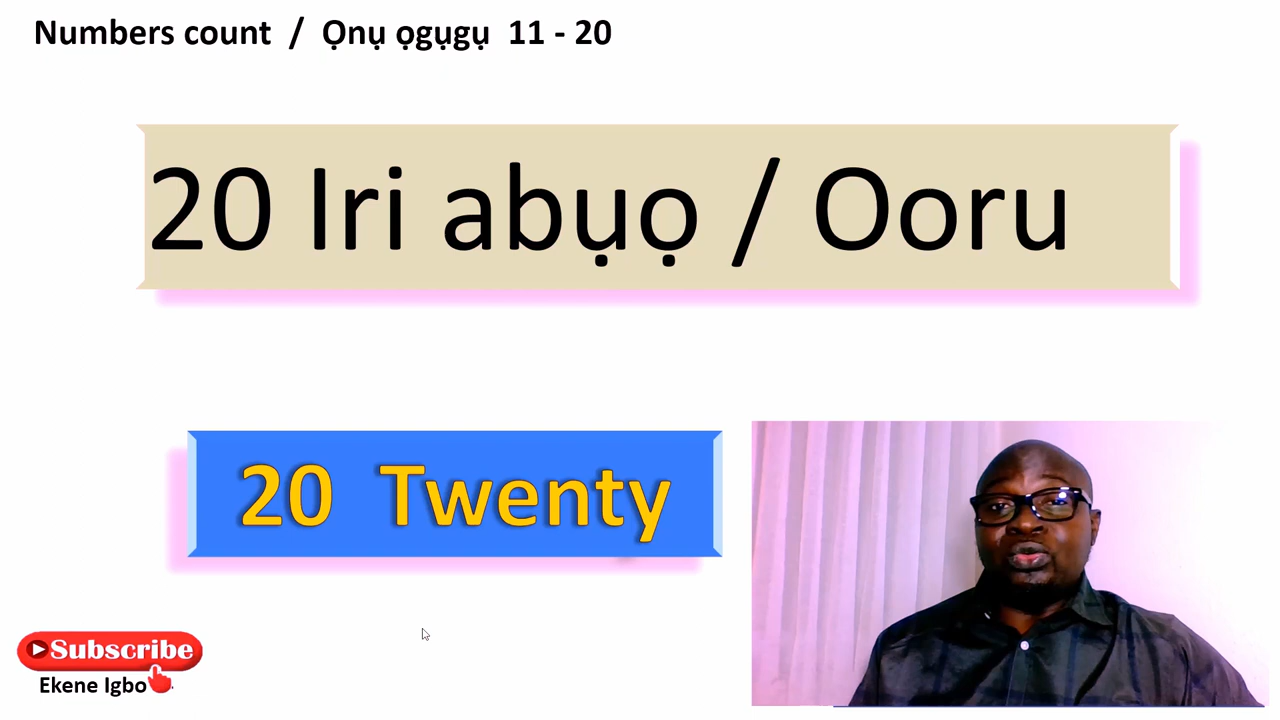 Numbers count / Ọnụ ọgụgụ 11 - 20
20 Iri abụọ / Ooru
20 Twenty
Subscribe
Ekene Igbo